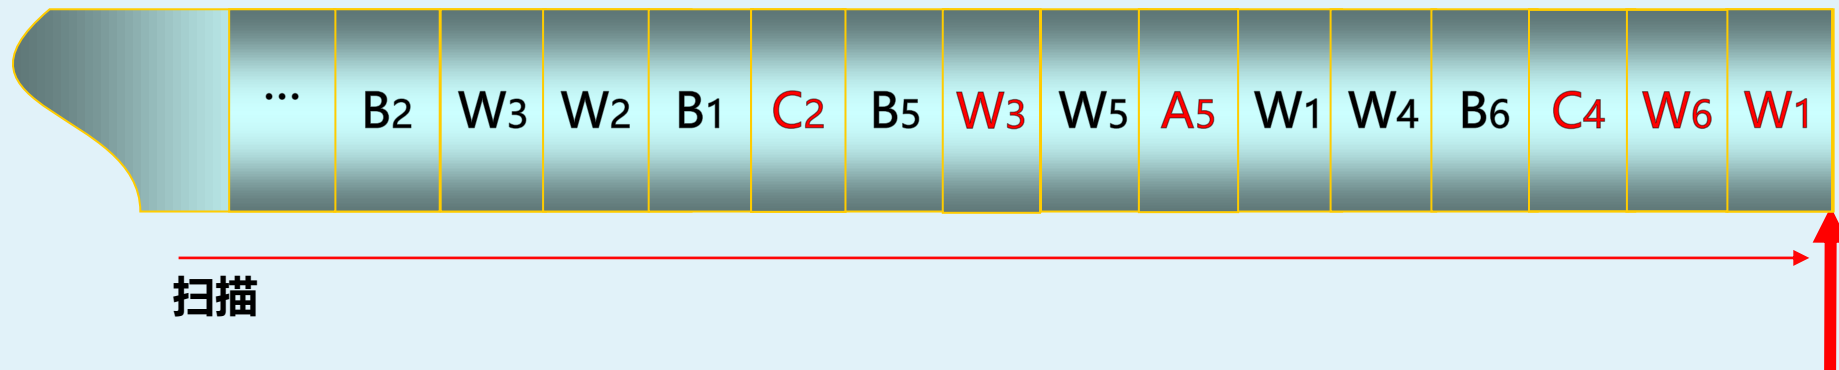 … B2 W3 W2 B1 C2 B5 W3 W5 A5 W1 W4 B6 C4 W6 W1
扫描